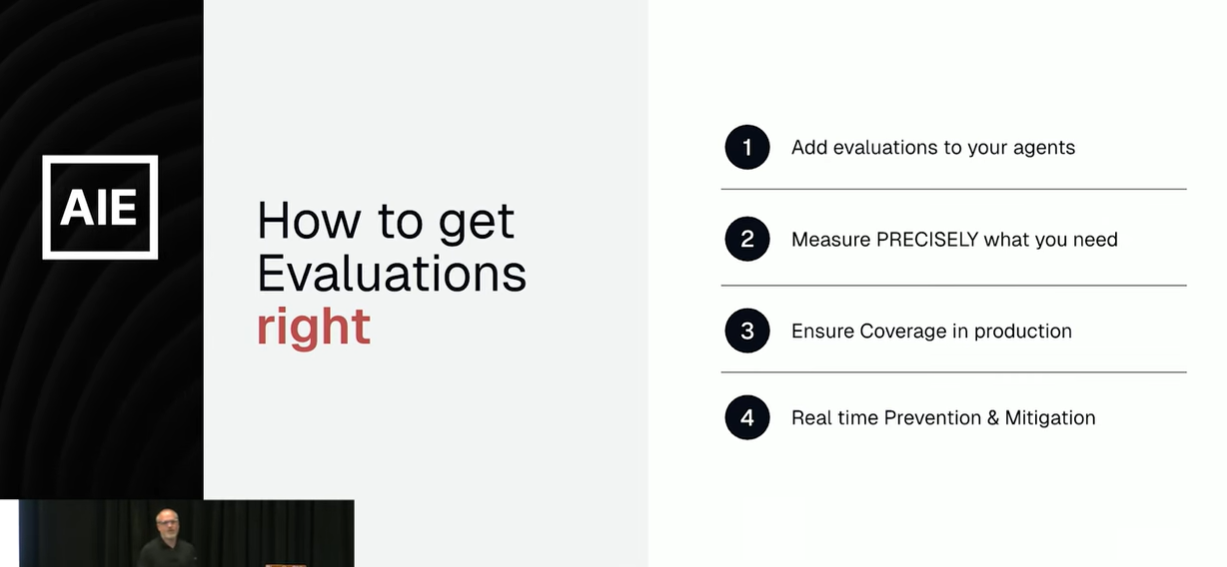 AIE
How to get
Evaluations
right
1 Add evaluations to your agents
2 Measure PRECISELY what you need
3 Ensure Coverage in production
4 Real time Prevention & Mitigation